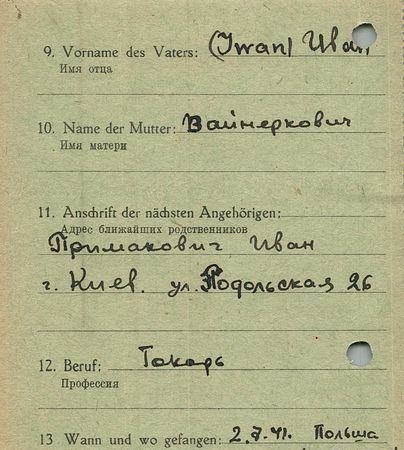 9. Vorname des Vaters: (Iwan) Иван
Имя отца
10. Name der Mutter: Вайнеркович
Имя матери
11. Anschrift der nächsten Angehörigen:
Адрес ближайших родственников
Примакович Иван
г. Киев. ул. Подольская 26
12. Beruf: Токарь
Профессия
13 Wann und wo gefangen: 2.7.41. Польша